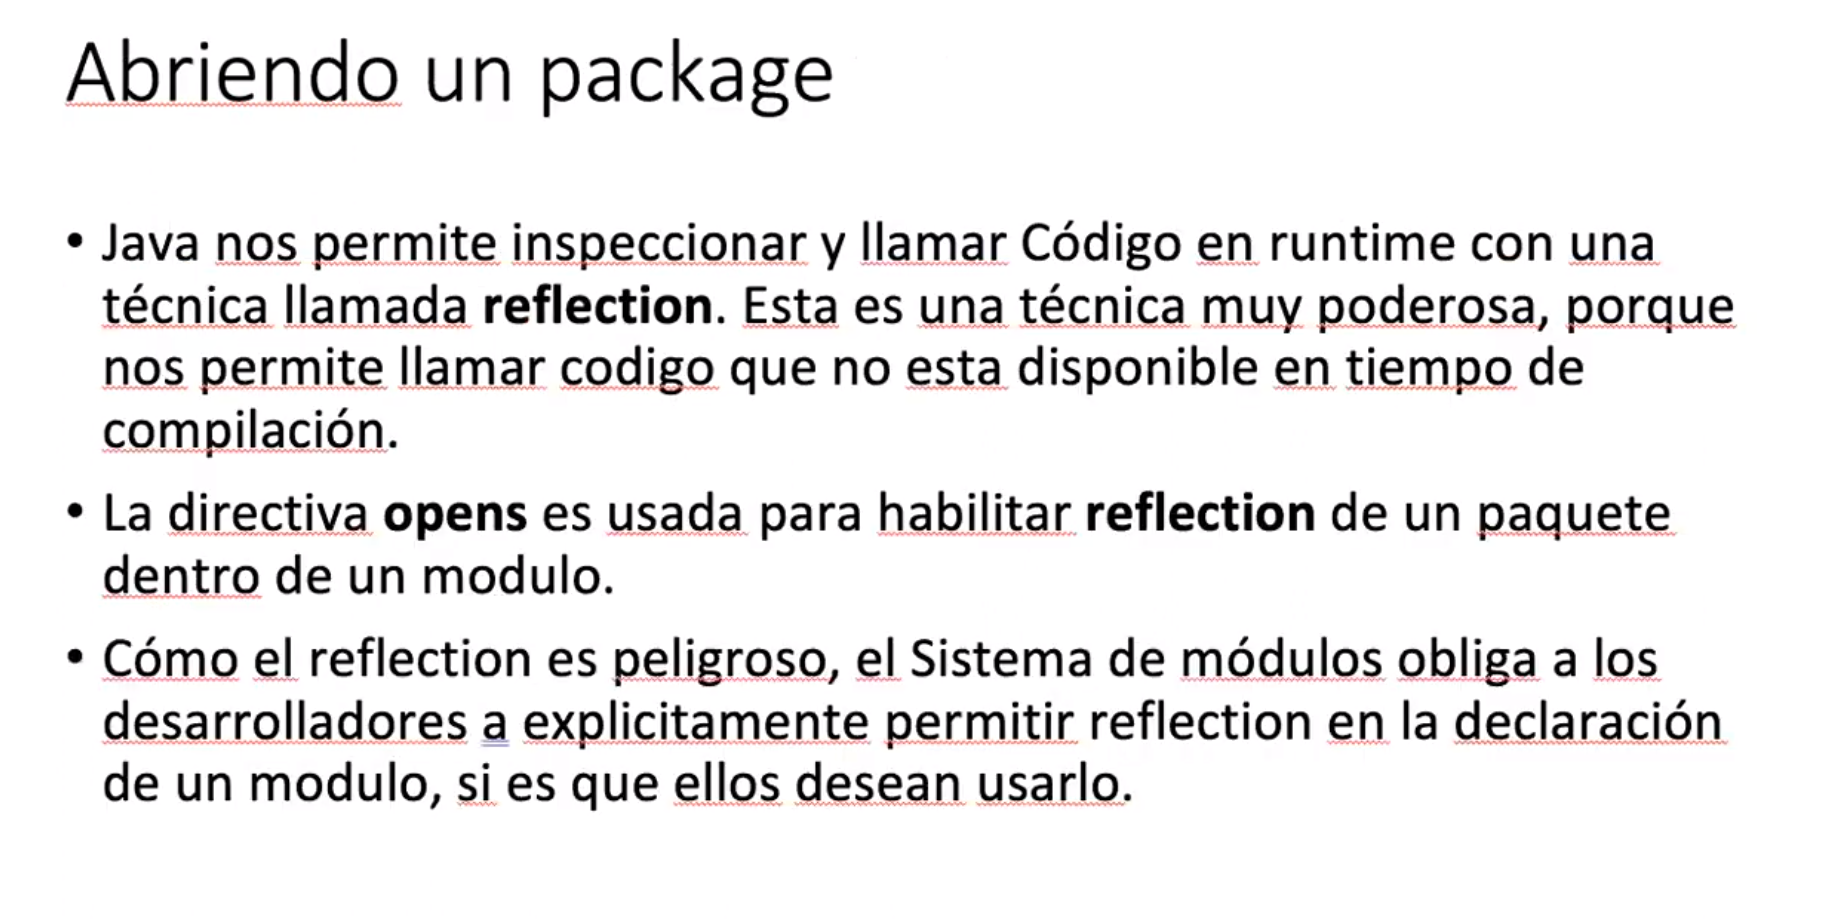 Abriendo un package
• Java nos permite inspeccionar y llamar Código en runtime con una
técnica llamada reflection. Esta es una técnica muy poderosa, porque
nos permite llamar codigo que no esta disponible en tiempo de
compilación.
• La directiva opens es usada para habilitar reflection de un paquete
dentro de un modulo.
• Cómo el reflection es peligroso, el Sistema de módulos obliga a los
desarrolladores a explicitamente permitir reflection en la declaración
de un modulo, si es que ellos desean usarlo.